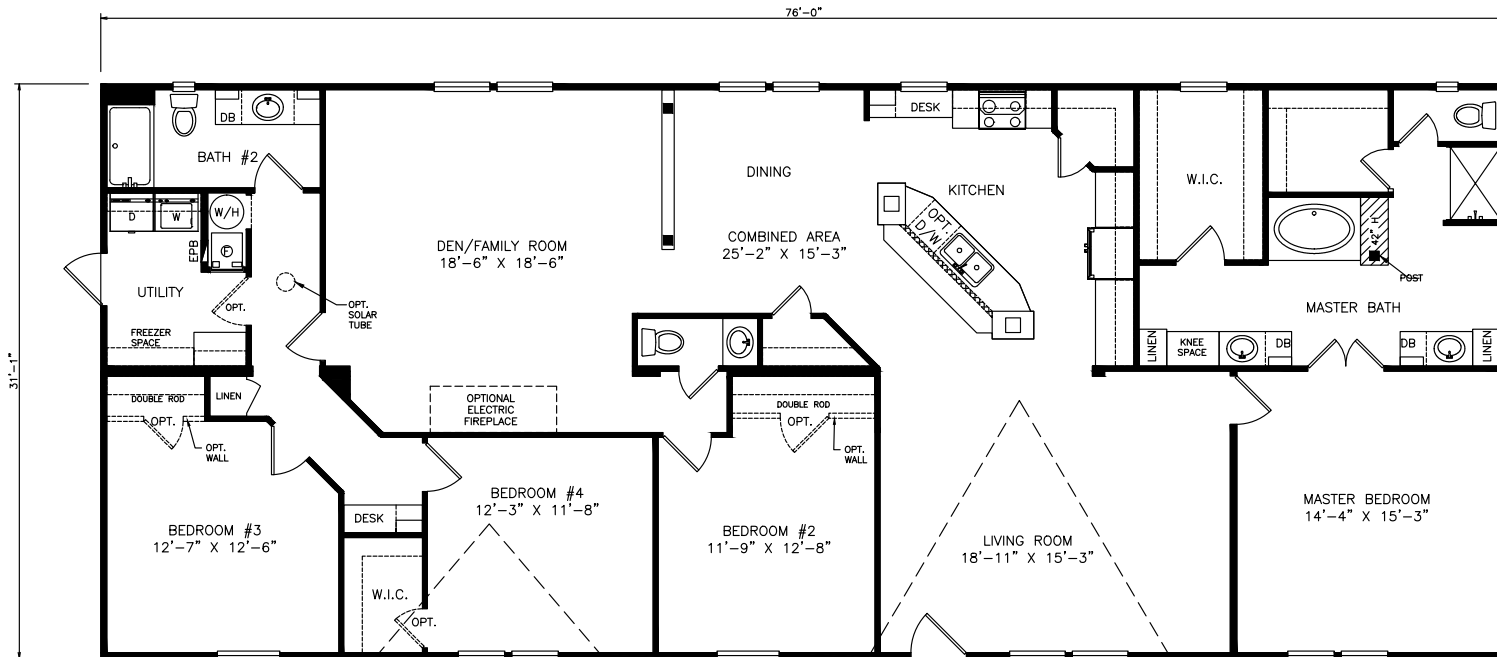 76'-0"
31'-1"
DB
BATH #2
D
W
W/H
F
EPB
UTILITY
OPT.
FREEZER
SPACE
OPT.
SOLAR
TUBE
DEN/FAMILY ROOM
18'-6" X 18'-6"
OPTIONAL
ELECTRIC
FIREPLACE
DINING
COMBINED AREA
25'-2" X 15'-3"
DESK
KITCHEN
OPT.
D/W
W.I.C.
42" H
POST
MASTER BATH
LINEN
KNEE
SPACE
DB
DB
LINEN
DOUBLE ROD
OPT.
OPT.
WALL
LINEN
BEDROOM #3
12'-7" X 12'-6"
DESK
W.I.C.
OPT.
BEDROOM #4
12'-3" X 11'-8"
DOUBLE ROD
OPT.
OPT.
WALL
BEDROOM #2
11'-9" X 12'-8"
LIVING ROOM
18'-11" X 15'-3"
MASTER BEDROOM
14'-4" X 15'-3"